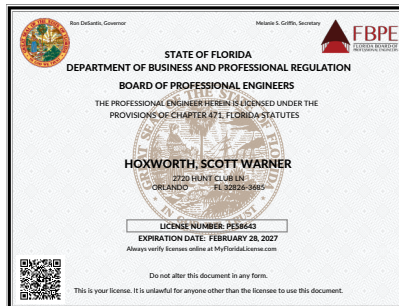 Ron DeSantis, Governor
Melanie S. Griffin, Secretary
FBPE
FLORIDA BOARD OF
PROFESSIONAL ENGINEERS
STATE OF FLORIDA
DEPARTMENT OF BUSINESS AND PROFESSIONAL REGULATION
BOARD OF PROFESSIONAL ENGINEERS
THE PROFESSIONAL ENGINEER HEREIN IS LICENSED UNDER THE
PROVISIONS OF CHAPTER 471, FLORIDA STATUTES
HOXWORTH, SCOTT WARNER
2720 HUNT CLUB LN
ORLANDO FL 32826-3685
LICENSE NUMBER: PE58643
EXPIRATION DATE: FEBRUARY 28, 2027
Always verify licenses online at MyFloridaLicense.com
Do not alter this document in any form.
This is your license. It is unlawful for anyone other than the licensee to use this document.